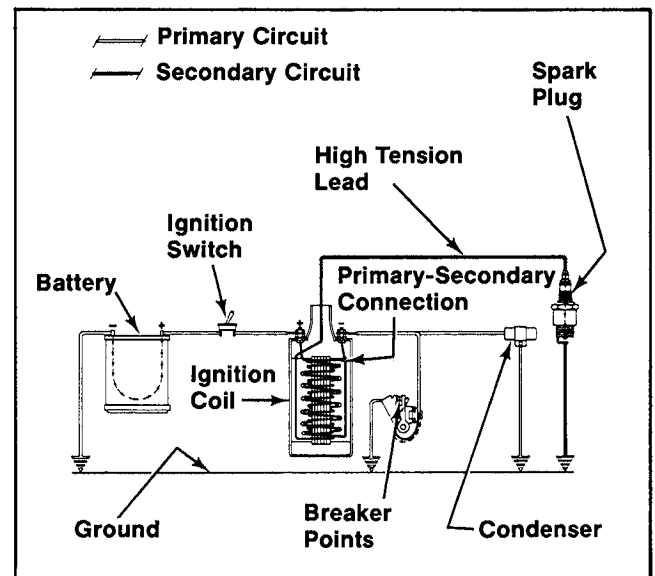 Primary Circuit
Secondary Circuit
Spark
Plug
High Tension
Lead
Ignition
Switch
Battery
Primary-Secondary
Connection
- +
+ -
Ignition
Coil
Ground
Breaker
Points
Condenser